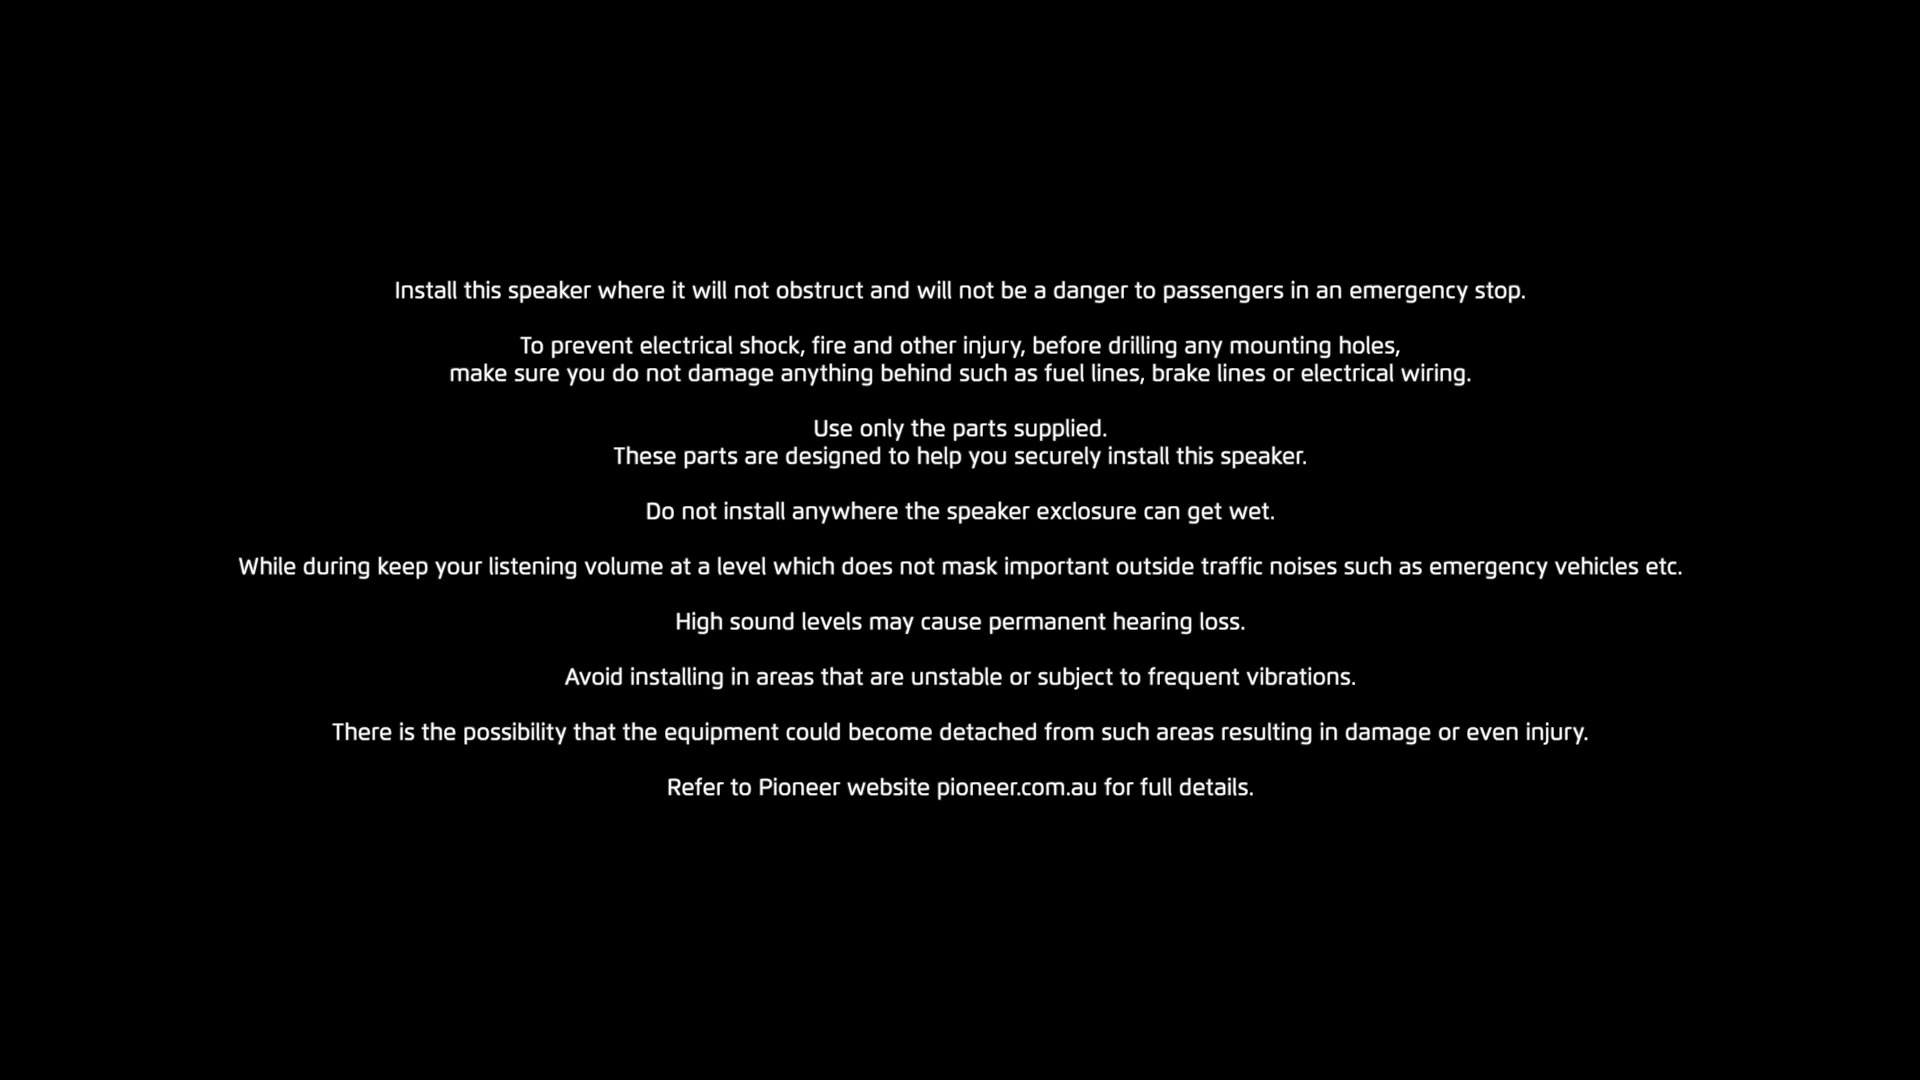 Install this speaker where it will not obstruct and will not be a danger to passengers in an emergency stop.
To prevent electrical shock, fire and other injury, before drilling any mounting holes,
make sure you do not damage anything behind such as fuel lines, brake lines or electrical wiring.
Use only the parts supplied.
These parts are designed to help you securely install this speaker.
Do not install anywhere the speaker exclosure can get wet.
While during keep your listening volume at a level which does not mask important outside traffic noises such as emergency vehicles etc.
High sound levels may cause permanent hearing loss.
Avoid installing in areas that are unstable or subject to frequent vibrations.
There is the possibility that the equipment could become detached from such areas resulting in damage or even injury.
Refer to Pioneer website pioneer.com.au for full details.